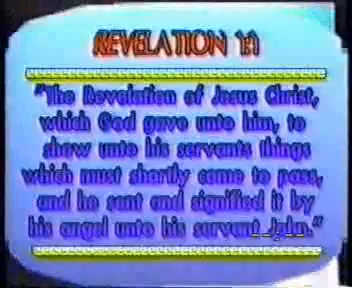 REVELATION 1:1
"The Revelation of Jesus Christ,
which God gave unto him, to
show unto his servants things
which must shortly come to pass,
and he sent and signified it by
his angel unto his servant John."